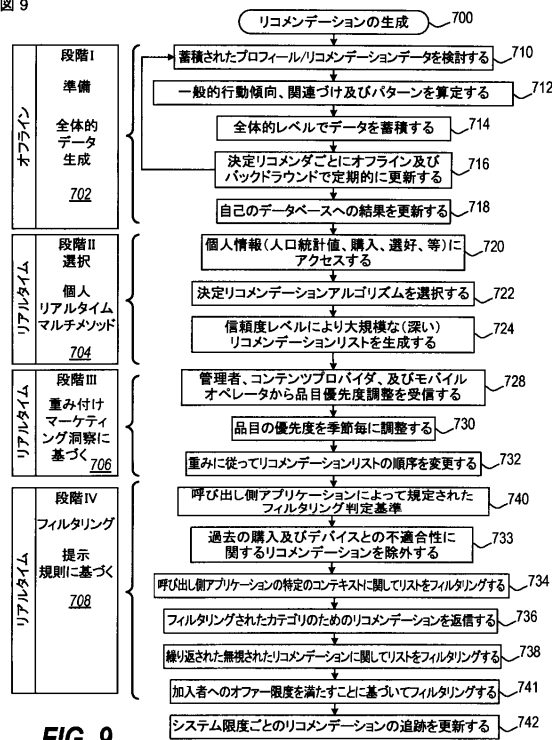 図 9
リコメンデーションの生成
700
オフライン
段階I
準備
全体的
データ
生成
702
蓄積されたプロフィール/リコメンデーションデータを検討する
710
一般的行動傾向、関連づけ及びパターンを算定する
712
全体的レベルでデータを蓄積する
714
決定リコメンダごとにオフライン及び
バックドラウンドで定期的に更新する
716
自己のデータベースへの結果を更新する
718
リアルタイム
段階II
選択
個人
リアルタイム
マルチメソッド
704
個人情報(人口統計値、購入、選好、等)に
アクセスする
720
決定リコメンデーションアルゴリズムを選択する
722
信頼度レベルにより大規模な(深い)
リコメンデーションリストを生成する
724
リアルタイム
段階III
重み付け
マーケティ
ング洞察に
基づく
706
管理者、コンテンツプロバイダ、及びモバイル
オペレータから品目優先度調整を受信する
728
品目の優先度を季節毎に調整する
730
重みに従ってリコメンデーションリストの順序を変更する
732
リアルタイム
段階IV
フィルタリング
提示
規則に基づく
708
呼び出し側アプリケーションによって規定された
フィルタリング判定基準
740
過去の購入及びデバイスとの不適合性に
関するリコメンデーションを除外する
733
呼び出し側アプリケーションの特定のコンテキストに関してリストをフィルタリングする
734
フィルタリングされたカテゴリのためのリコメンデーションを返信する
736
繰り返された無視されたリコメンデーションに関してリストをフィルタリングする
738
加入者へのオファー限度を満たすことに基づいてフィルタリングする
741
システム限度ごとのリコメンデーションの追跡を更新する
742
FIG. 9